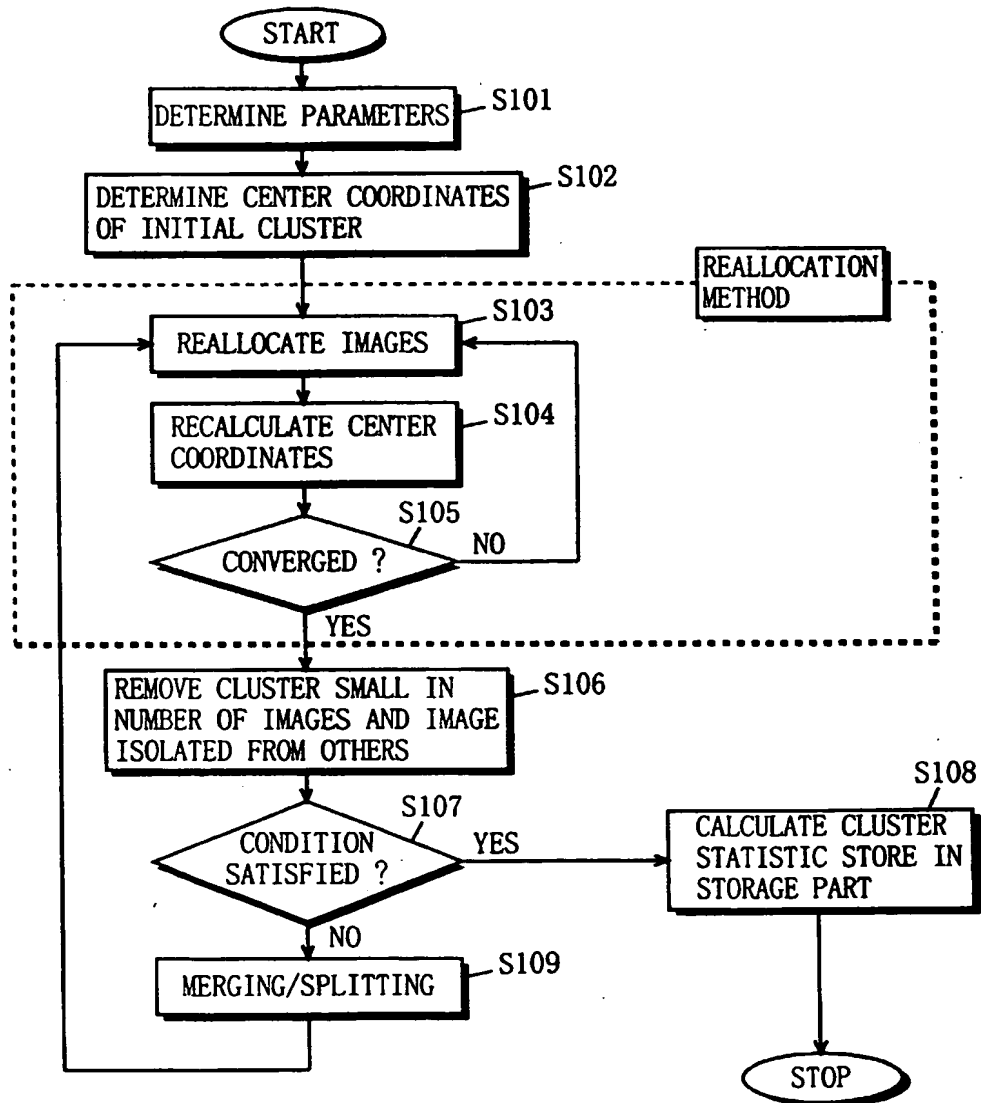 START
S101
DETERMINE PARAMETERS
S102
DETERMINE CENTER COORDINATES
OF INITIAL CLUSTER
REALLOCATION
METHOD
S103
REALLOCATE IMAGES
S104
RECALCULATE CENTER
COORDINATES
S105
CONVERGED ?
NO
YES
S106
REMOVE CLUSTER SMALL IN
NUMBER OF IMAGES AND IMAGE
ISOLATED FROM OTHERS
S107
CONDITION
SATISFIED ?
YES
S108
CALCULATE CLUSTER
STATISTIC STORE IN
STORAGE PART
NO
S109
MERGING/SPLITTING
STOP